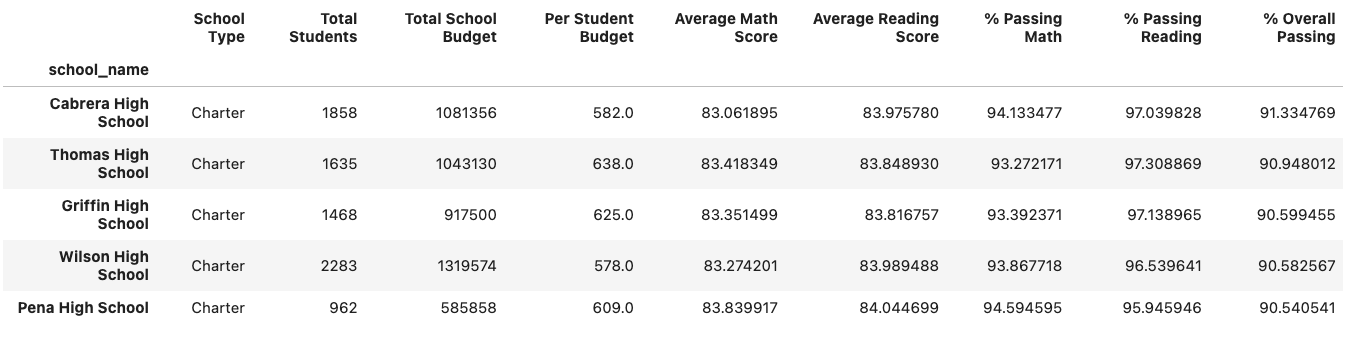 School Total Total School Per Student Average Math Average Reading % Passing % Passing % Overall
Type Students Budget Budget Score Score Math Reading Passing
school_name
Cabrera High
School Charter 1858 1081356 582.0 83.061895 83.975780 94.133477 97.039828 91.334769
Thomas High
School Charter 1635 1043130 638.0 83.418349 83.848930 93.272171 97.308869 90.948012
Griffin High
School Charter 1468 917500 625.0 83.351499 83.816757 93.392371 97.138965 90.599455
Wilson High
School Charter 2283 1319574 578.0 83.274201 83.989488 93.867718 96.539641 90.582567
Pena High School Charter 962 585858 609.0 83.839917 84.044699 94.594595 95.945946 90.540541